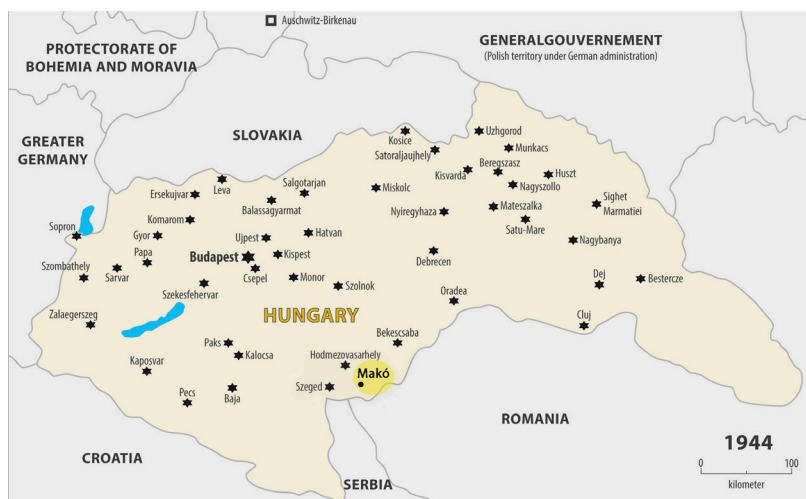 Auschwitz-Birkenau
PROTECTORATE OF
BOHEMIA AND MORAVIA
GENERALGOUVERNEMENT
(Polish territory under German administration)
GREATER
GERMANY
SLOVAKIA
Kosice
Uzhgorod
Satoraljaujhely
Munkacs
Beregszasz
Kisvarda
Huszt
Nagyszollo
Leva
Salgotarjan
Miskolc
Ersekujvar
Balassagyarmat
Sighet
Marmatiei
Nyiregyhaza
Mateszalka
Satu-Mare
Komarom
Sopron
Gyor
Ujpest
Hatvan
Nagybanya
Papa
Budapest
Kispest
Debrecen
Szombathely
Sarvar
Csepel
Monor
Szolnok
Dej
Bestercze
Szekesfehervar
Oradea
Zalaegerszeg
HUNGARY
Cluj
Paks
Bekescsaba
Kalocsa
Hodmezovasarhely
Kaposvar
Makó
Szeged
Pecs
Baja
ROMANIA
CROATIA
SERBIA
1944
0
100
kilometer